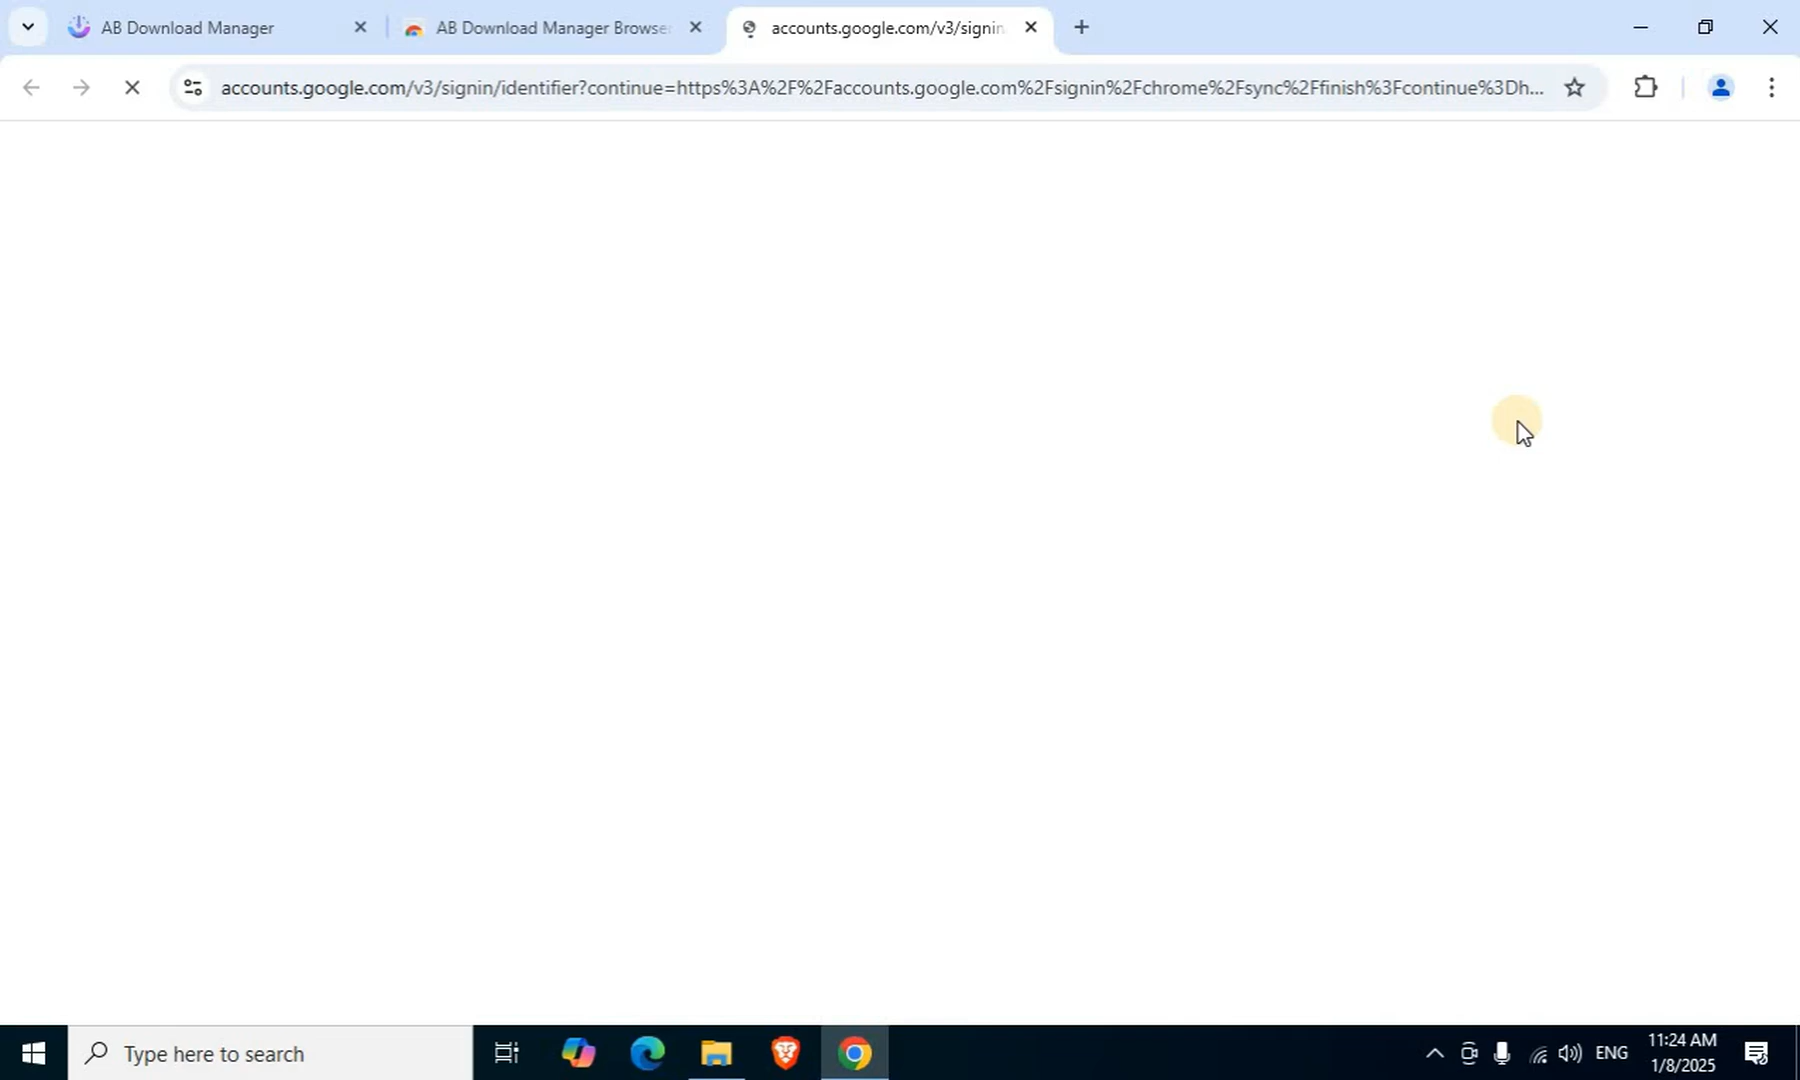 AB Download Manager
AB Download Manager Browse
accounts.google.com/v3/signin
accounts.google.com/v3/signin/identifier?continue=https%3A%2F%2Faccounts.google.com%2Fsignin%2Fchrome%2Fsync%2Ffinish%3Fcontinue%3Dh...
Type here to search
ENG
11:24 AM
1/8/2025